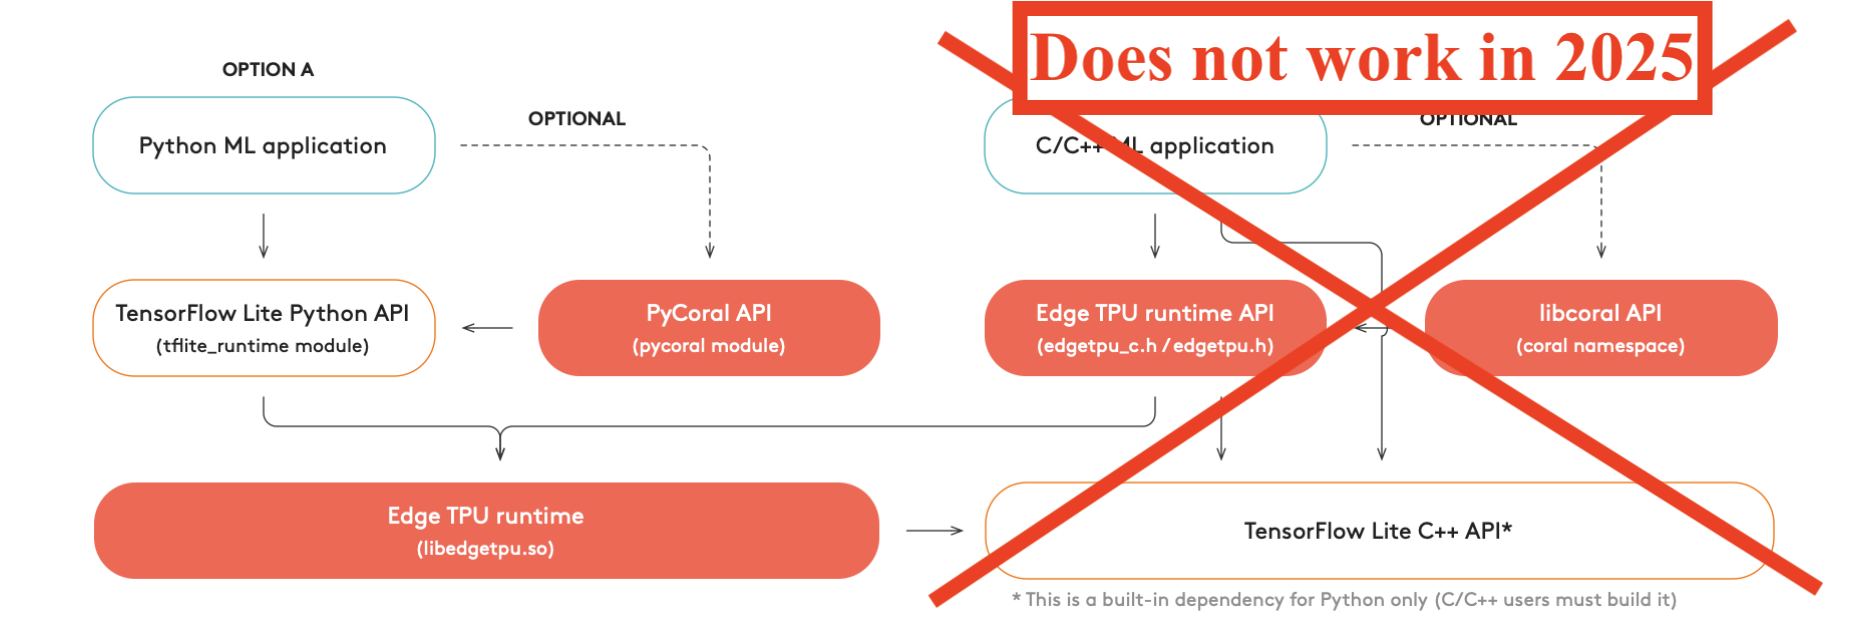 Does not work in 2025
OPTION A
OPTIONAL
OPTIONAL
Python ML application
C/C++ ML application
TensorFlow Lite Python API
(tflite_runtime module)
PyCoral API
(pycoral module)
Edge TPU runtime API
(edgetpu_c.h / edgetpu.h)
libcoral API
(coral namespace)
Edge TPU runtime
(libedgetpu.so)
TensorFlow Lite C++ API*
* This is a built-in dependency for Python only (C/C++ users must build it)